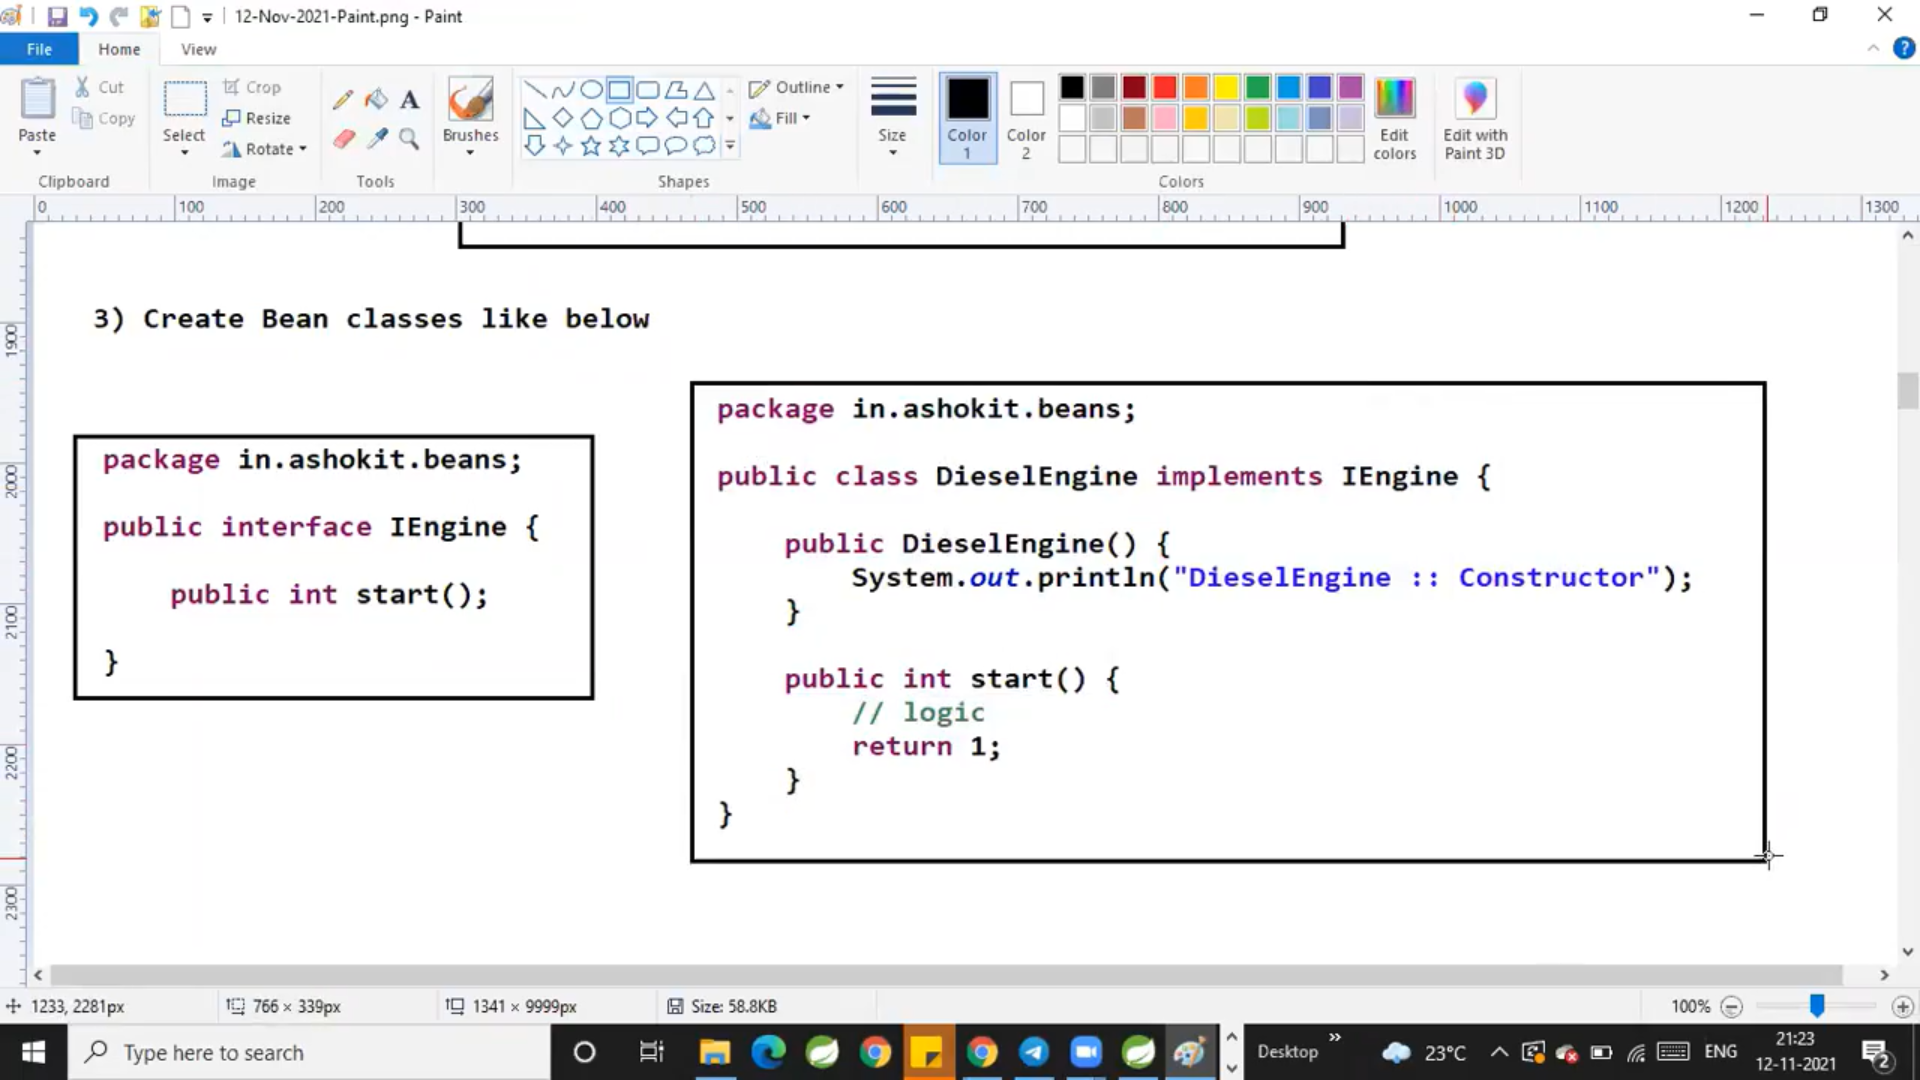 12-Nov-2021-Paint.png - Paint
File Home View
Paste
Cut
Copy
Clipboard
Select
Crop
Resize
Rotate
Image
Tools
Brushes
Shapes
Outline
Fill
Size
Color 1
Color 2
Colors
Edit colors
Edit with Paint 3D
0 100 200 300 400 500 600 700 800 900 1000 1100 1200 1300
1900
2000
2100
2200
2300
3) Create Bean classes like below
package in.ashokit.beans;
public interface IEngine {
public int start();
}
package in.ashokit.beans;
public class DieselEngine implements IEngine {
public DieselEngine() {
System.out.println("DieselEngine :: Constructor");
}
public int start() {
// logic
return 1;
}
}
1233, 2281px 766 × 339px 1341 × 9999px Size: 58.8KB 100%
Type here to search
Desktop
23°C
ENG
21:23
12-11-2021
2